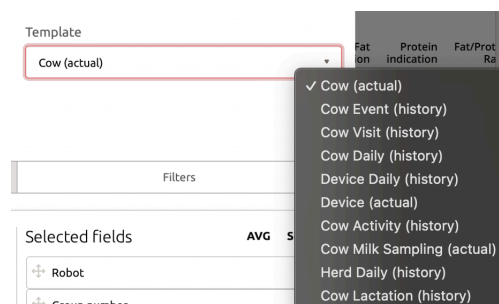 Template
Cow (actual)
Fat Protein Fat/Prot
indication
✓ Cow (actual)
Cow Event (history)
Cow Visit (history)
Cow Daily (history)
Device Daily (history)
Device (actual)
Cow Activity (history)
Cow Milk Sampling (actual)
Herd Daily (history)
Cow Lactation (history)
Filters
Selected fields
AVG
Robot